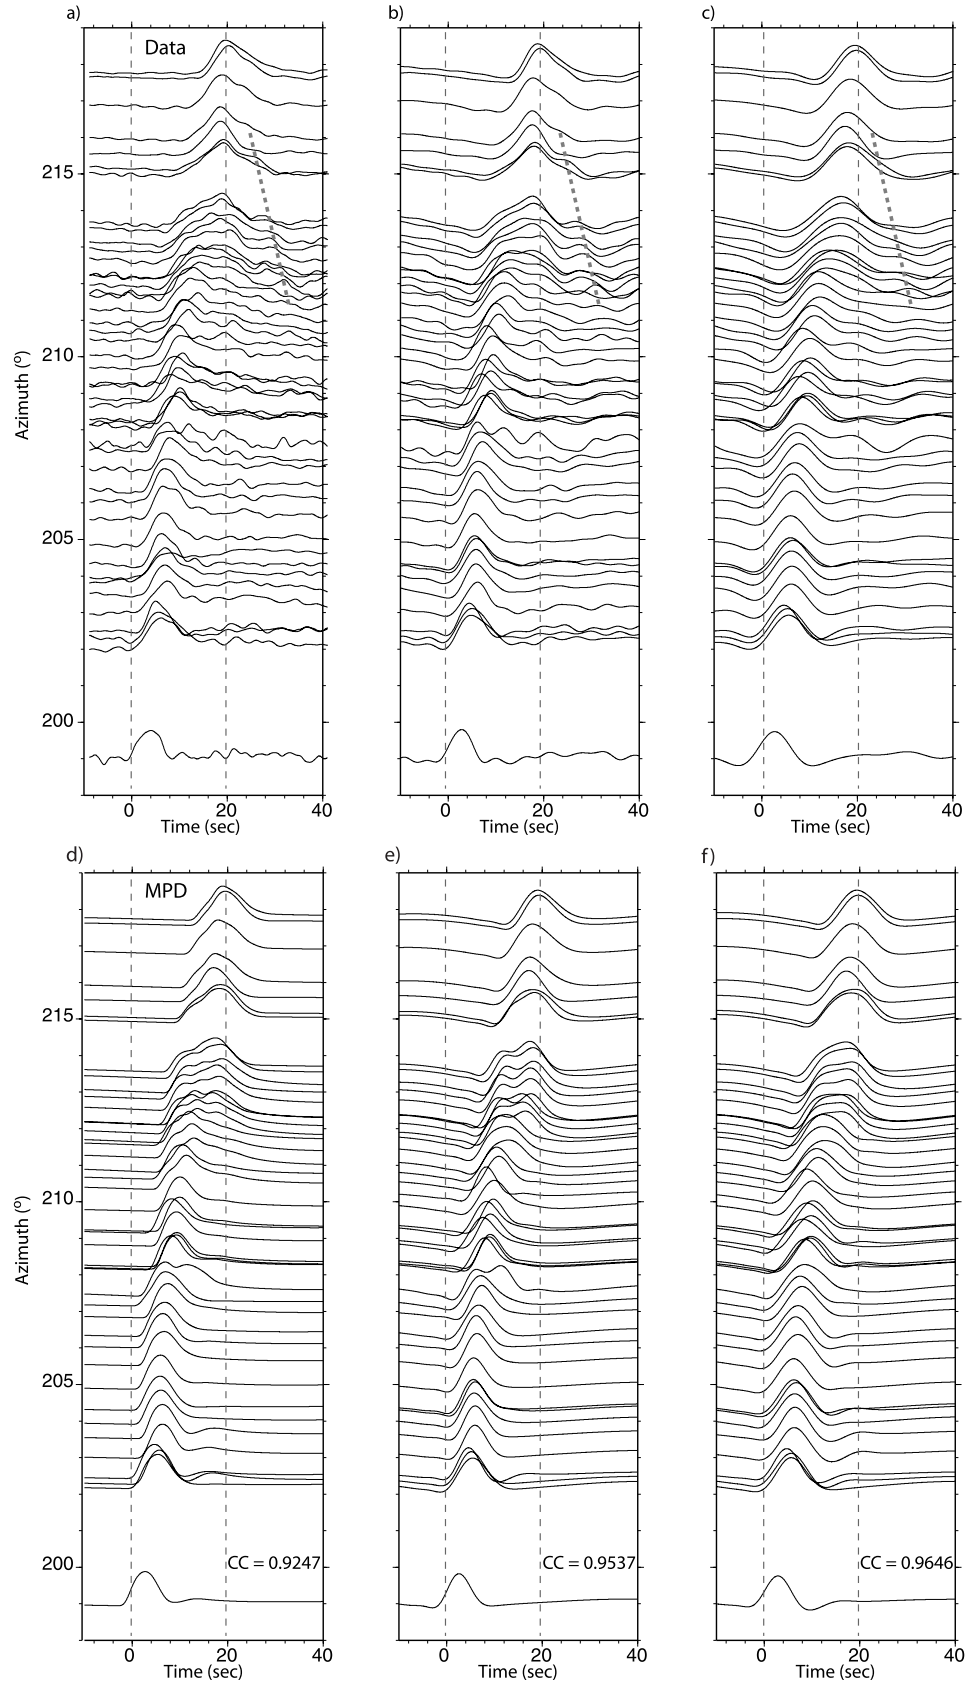 a) b) c)
Data
215
210
Azimuth (o)
205
200
0 20 40 0 20 40 0 20 40
Time (sec) Time (sec) Time (sec)
d) e) f)
MPD
215
210
Azimuth (o)
205
200
CC = 0.9247 CC = 0.9537 CC = 0.9646
0 20 40 0 20 40 0 20 40
Time (sec) Time (sec) Time (sec)